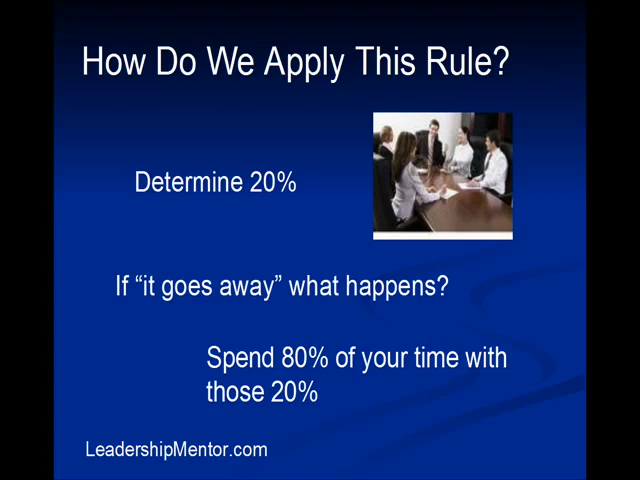 How Do We Apply This Rule?
Determine 20%
If “it goes away” what happens?
Spend 80% of your time with
those 20%
LeadershipMentor.com